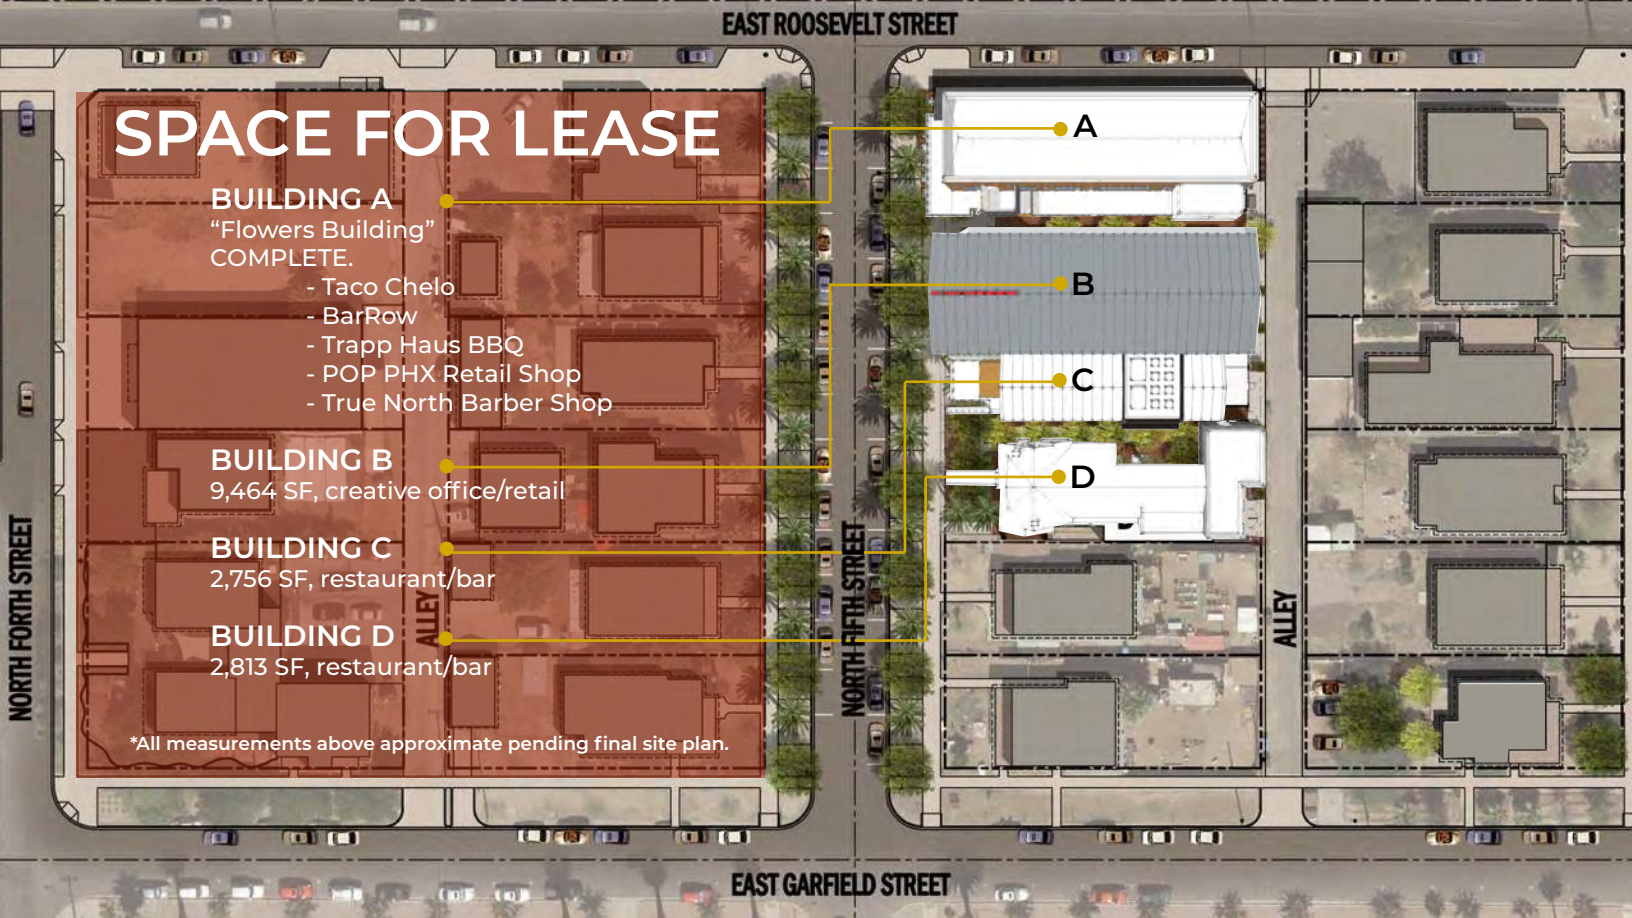 EAST ROOSEVELT STREET
SPACE FOR LEASE
BUILDING A
“Flowers Building”
COMPLETE.
- Taco Chelo
- BarRow
- Trapp Haus BBQ
- POP PHX Retail Shop
- True North Barber Shop
BUILDING B
9,464 SF, creative office/retail
BUILDING C
2,756 SF, restaurant/bar
BUILDING D
2,813 SF, restaurant/bar
*All measurements above approximate pending final site plan.
A
B
C
D
NORTH FORTH STREET
ALLEY
NORTH FIFTH STREET
ALLEY
EAST GARFIELD STREET